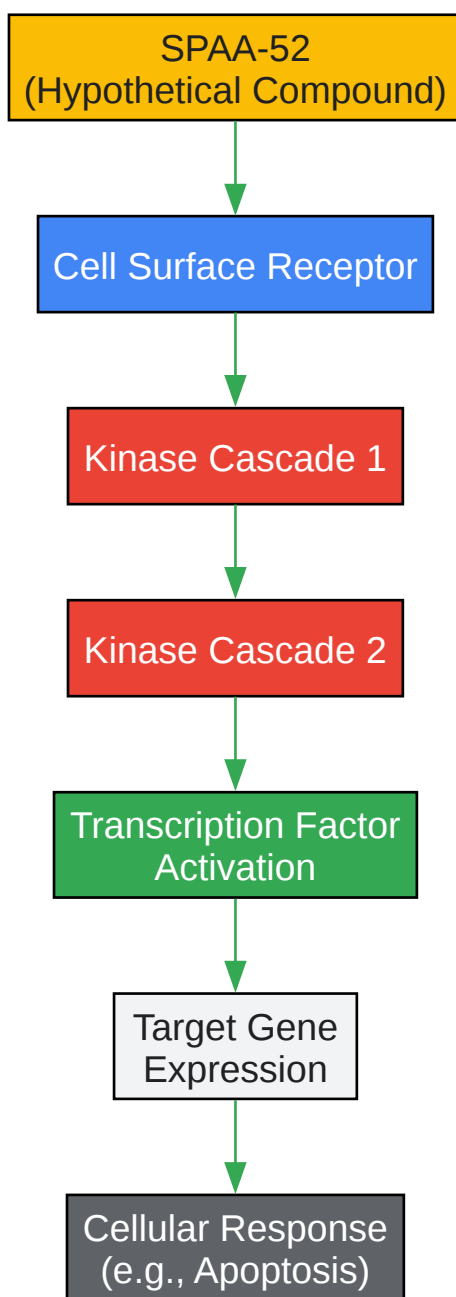 SPAA-52
(Hypothetical Compound)
Cell Surface Receptor
Kinase Cascade 1
Kinase Cascade 2
Transcription Factor
Activation
Target Gene
Expression
Cellular Response
(e.g., Apoptosis)